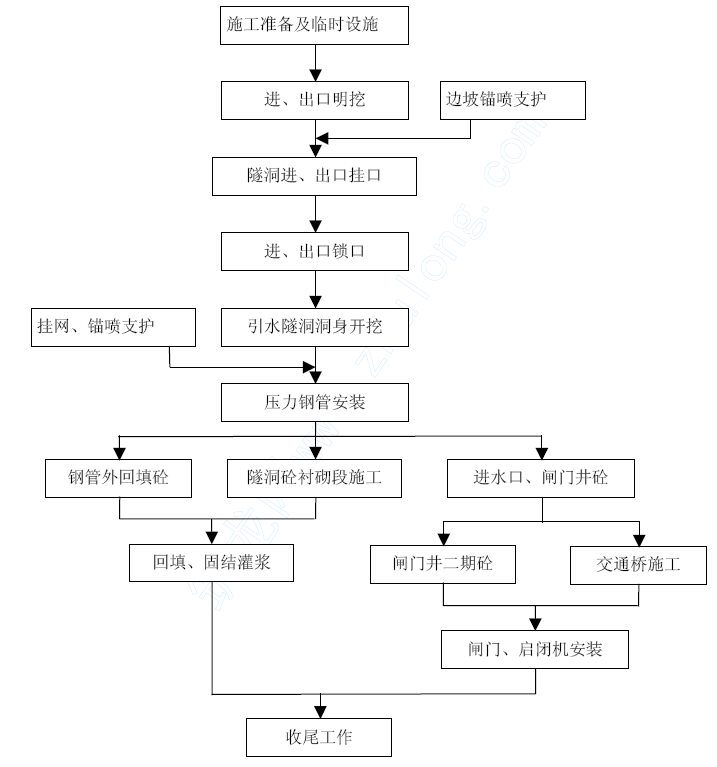 施工准备及临时设施
进、出口明挖
边坡锚喷支护
隧洞进、出口挂口
进、出口锁口
挂网、锚喷支护
引水隧洞洞身开挖
压力钢管安装
钢管外回填砼
隧洞砼衬砌段施工
进水口、闸门井砼
回填、固结灌浆
闸门井二期砼
交通桥施工
闸门、启闭机安装
收尾工作